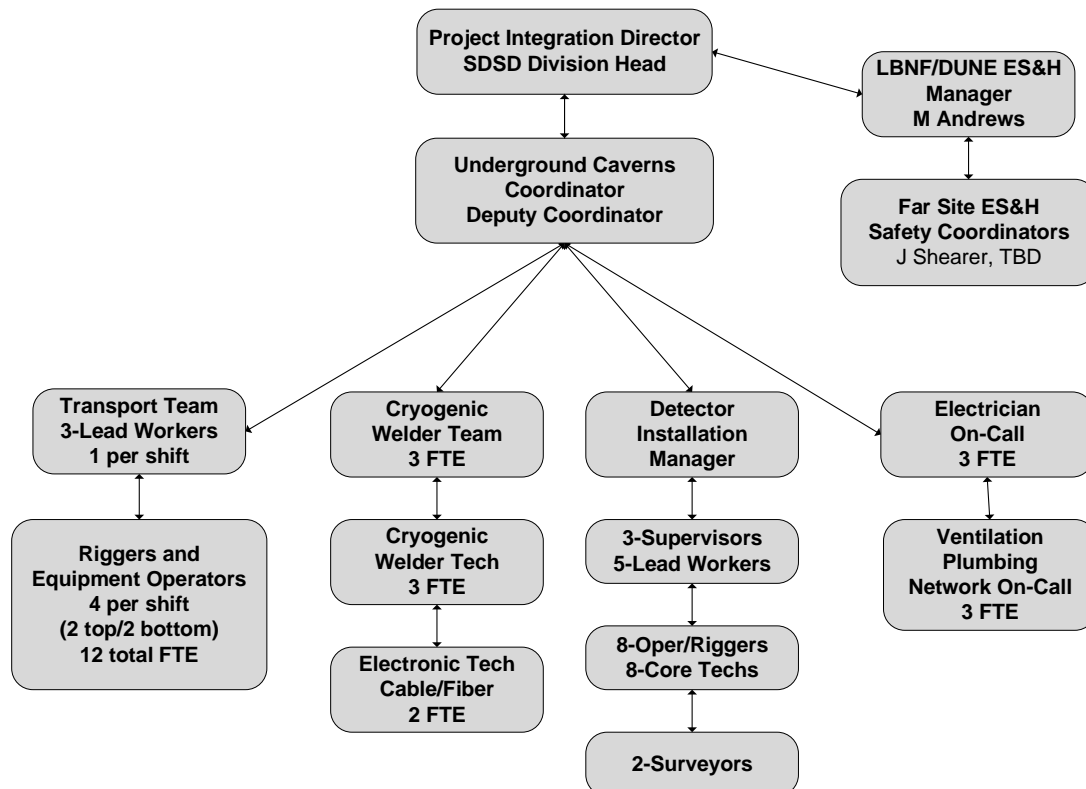 Project Integration Director
SDSD Division Head
LBNF/DUNE ES&H
Manager
M Andrews
Underground Caverns
Coordinator
Deputy Coordinator
Far Site ES&H
Safety Coordinators
J Shearer, TBD
Transport Team
3-Lead Workers
1 per shift
Cryogenic
Welder Team
3 FTE
Detector
Installation
Manager
Electrician
On-Call
3 FTE
Riggers and
Equipment Operators
4 per shift
(2 top/2 bottom)
12 total FTE
Cryogenic
Welder Tech
3 FTE
3-Supervisors
5-Lead Workers
Ventilation
Plumbing
Network On-Call
3 FTE
Electronic Tech
Cable/Fiber
2 FTE
8-Oper/Riggers
8-Core Techs
2-Surveyors